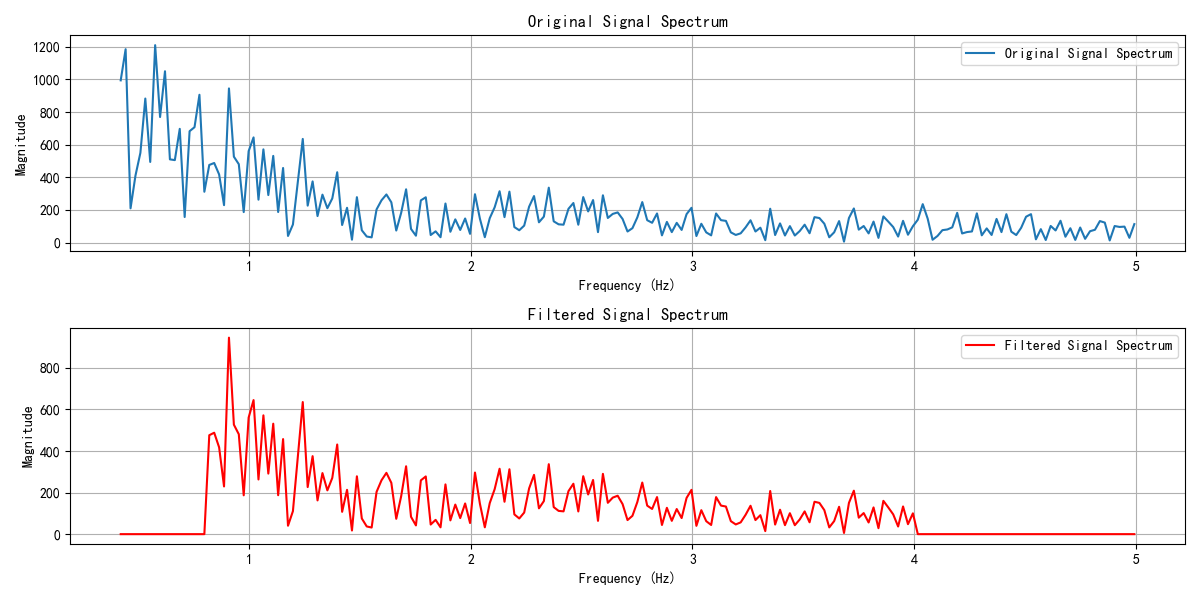 Original Signal Spectrum
Original Signal Spectrum
1200
1000
800
600
400
200
0
Magnitude
1 2 3 4 5
Frequency (Hz)
Filtered Signal Spectrum
Filtered Signal Spectrum
800
600
400
200
0
Magnitude
1 2 3 4 5
Frequency (Hz)